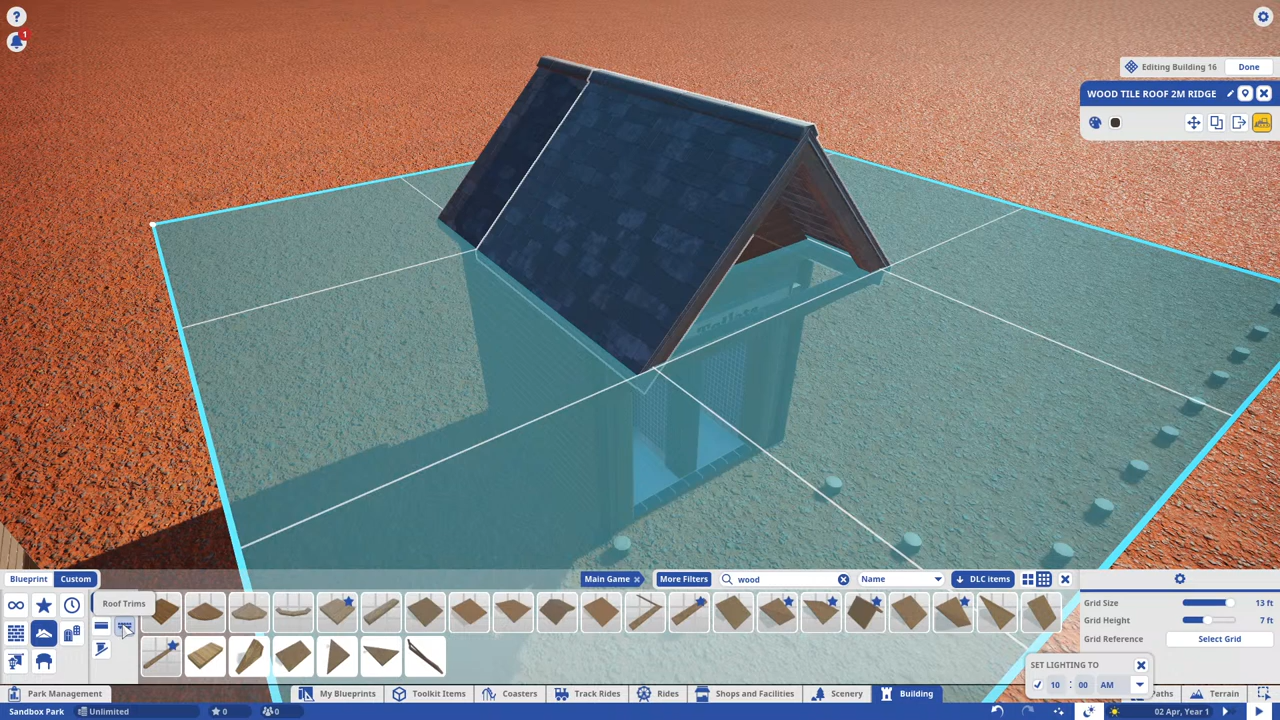 ?
1
Editing Building 16 Done
WOOD TILE ROOF 2M RIDGE
Blueprint Custom Main Game More Filters wood Name DLC items
Roof Trims
Grid Size 13 ft
Grid Height 7 ft
Grid Reference Select Grid
SET LIGHTING TO
10 : 00 AM
Park Management My Blueprints Toolkit Items Coasters Track Rides Rides Shops and Facilities Scenery Building Paths Terrain
Sandbox Park Unlimited 0 0 02 Apr, Year 1